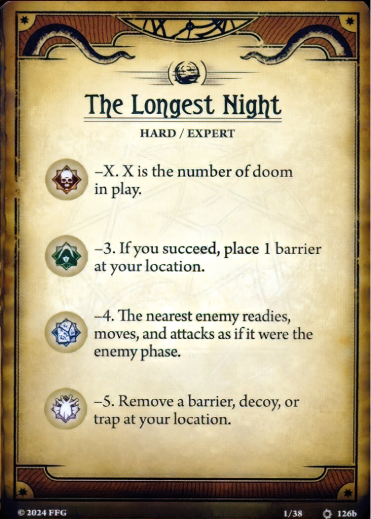 The Longest Night
HARD / EXPERT
–X. X is the number of doom
in play.
–3. If you succeed, place 1 barrier
at your location.
–4. The nearest enemy readies,
moves, and attacks as if it were the
enemy phase.
–5. Remove a barrier, decoy, or
trap at your location.
© 2024 FFG
1/38
126b